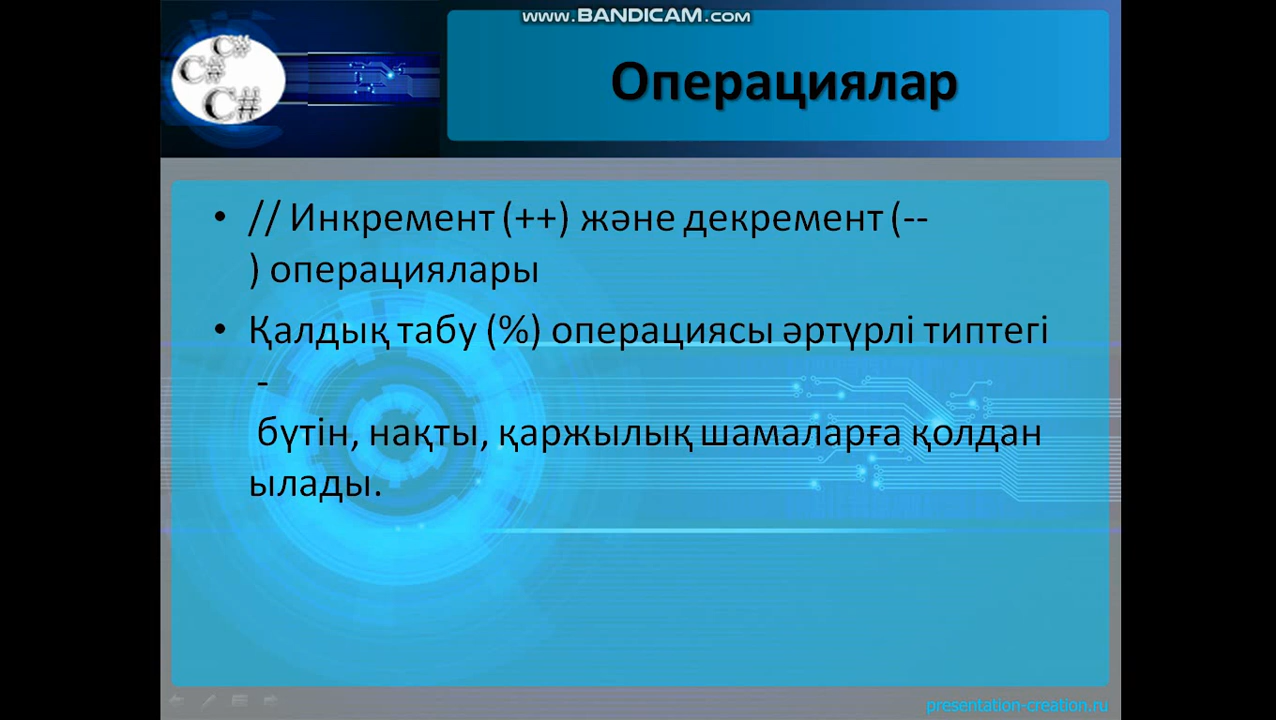 www.BANDICAM.com
C#
C#
C#
Операциялар
• // Инкремент (++) және декремент (--
) операциялары
• Қалдық табу (%) операциясы әртүрлі типтегі
-
бүтін, нақты, қаржылық шамаларға қолдан
ылады.
presentation-creation.ru